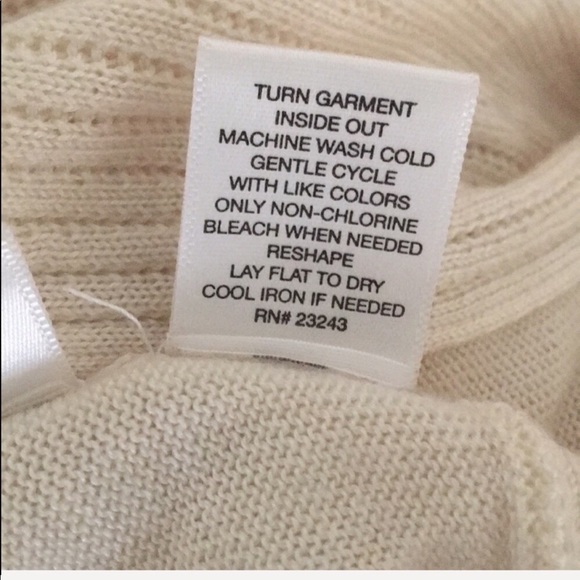 TURN GARMENT
INSIDE OUT
MACHINE WASH COLD
GENTLE CYCLE
WITH LIKE COLORS
ONLY NON-CHLORINE
BLEACH WHEN NEEDED
RESHAPE
LAY FLAT TO DRY
COOL IRON IF NEEDED
RN# 23243